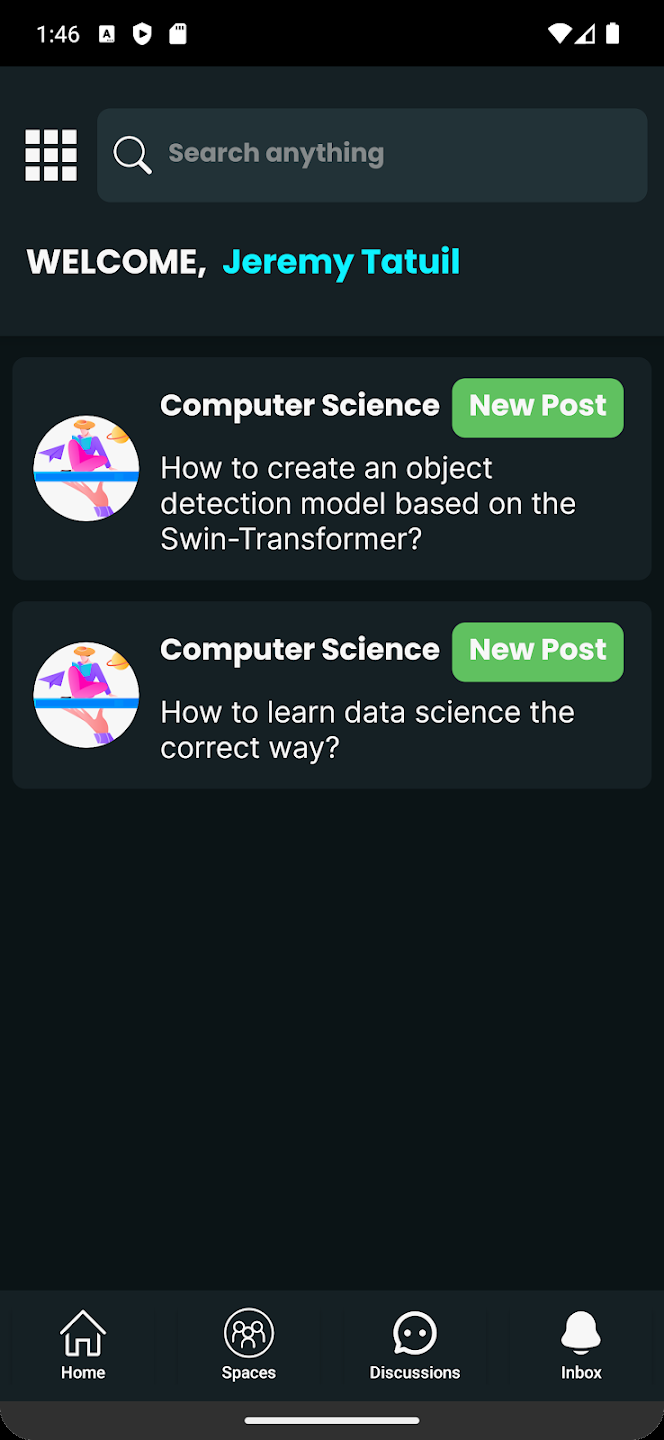 1:46
Search anything
WELCOME, Jeremy Tatuil
Computer Science New Post
How to create an object
detection model based on the
Swin-Transformer?
Computer Science New Post
How to learn data science the
correct way?
Home Spaces Discussions Inbox